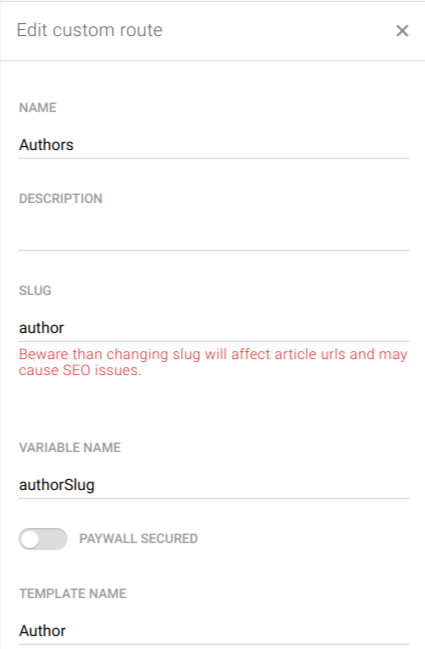 Edit custom route
NAME
Authors
DESCRIPTION
SLUG
author
Beware than changing slug will affect article urls and may
cause SEO issues.
VARIABLE NAME
authorSlug
PAYWALL SECURED
TEMPLATE NAME
Author